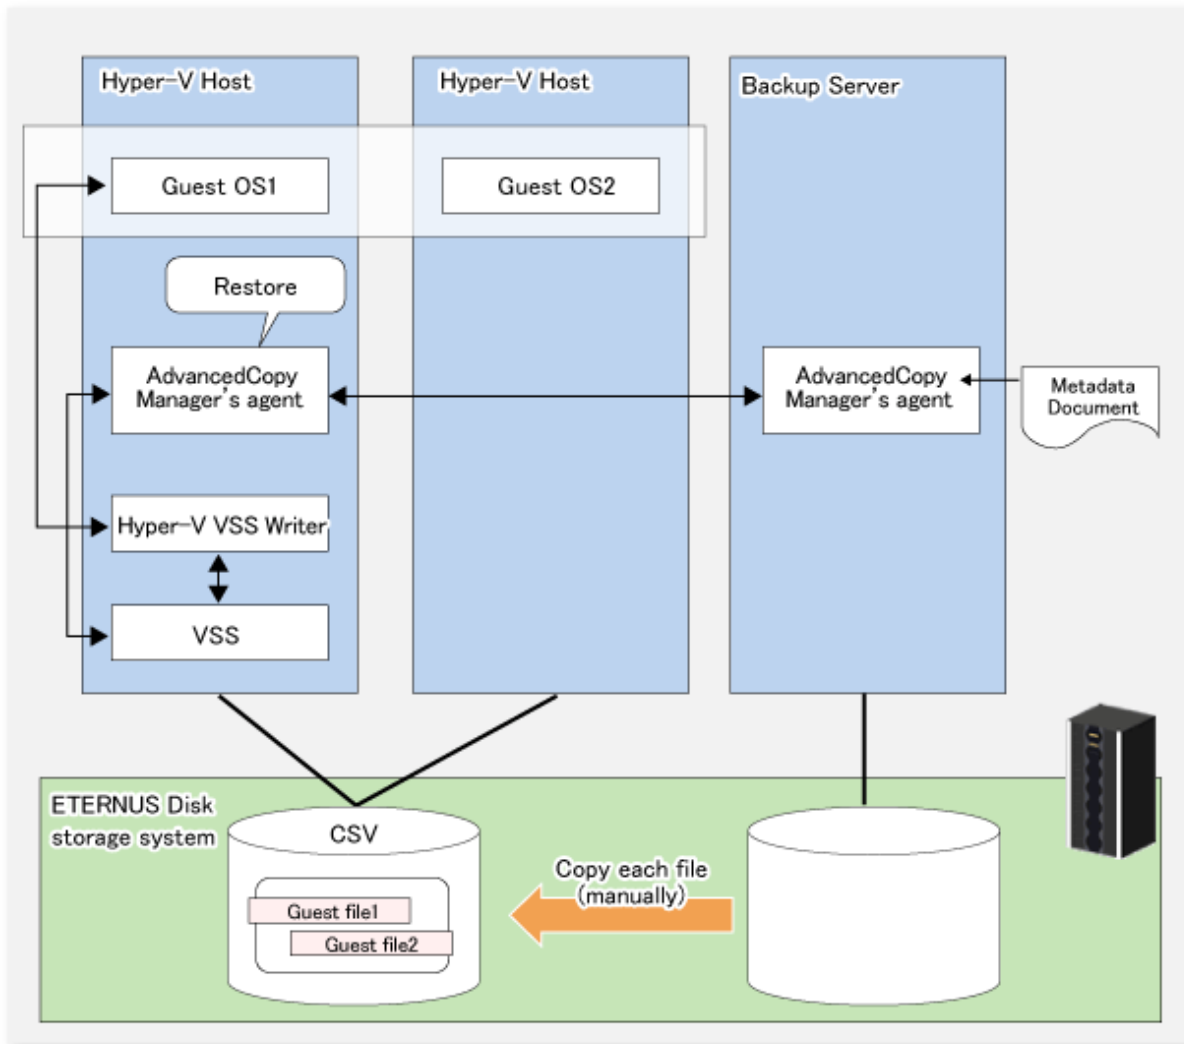 Hyper-V Host
Hyper-V Host
Backup Server
Guest OS1
Guest OS2
Restore
AdvancedCopy
Manager's agent
AdvancedCopy
Manager's agent
Metadata
Document
Hyper-V VSS Writer
VSS
ETERNUS Disk
storage system
CSV
Copy each file
(manually)
Guest file1
Guest file2